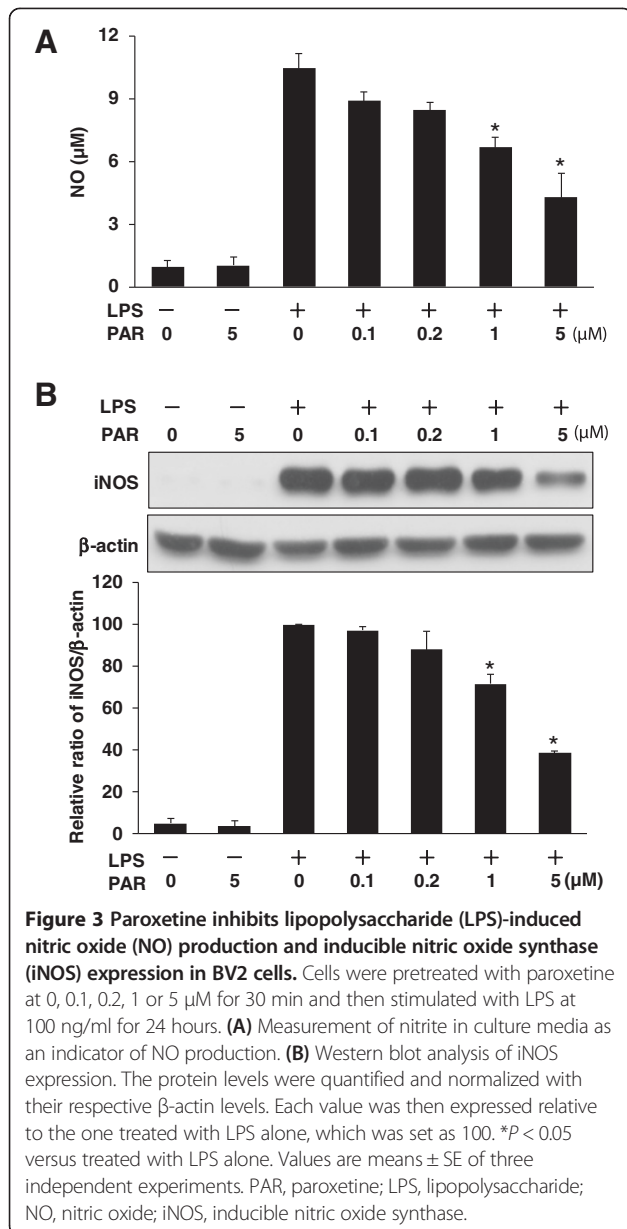 A
12
9
6
3
0
NO (µM)
* *
LPS − − + + + + +
PAR 0 5 0 0.1 0.2 1 5 (µM)
B
LPS − − + + + + +
PAR 0 5 0 0.1 0.2 1 5 (µM)
iNOS
β-actin
120
100
80
60
40
20
0
Relative ratio of iNOS/β-actin
* *
LPS − − + + + + +
PAR 0 5 0 0.1 0.2 1 5 (µM)
Figure 3 Paroxetine inhibits lipopolysaccharide (LPS)-induced
nitric oxide (NO) production and inducible nitric oxide synthase
(iNOS) expression in BV2 cells. Cells were pretreated with paroxetine
at 0, 0.1, 0.2, 1 or 5 µM for 30 min and then stimulated with LPS at
100 ng/ml for 24 hours. (A) Measurement of nitrite in culture media as
an indicator of NO production. (B) Western blot analysis of iNOS
expression. The protein levels were quantified and normalized with
their respective β-actin levels. Each value was then expressed relative
to the one treated with LPS alone, which was set as 100. *P < 0.05
versus treated with LPS alone. Values are means ± SE of three
independent experiments. PAR, paroxetine; LPS, lipopolysaccharide;
NO, nitric oxide; iNOS, inducible nitric oxide synthase.